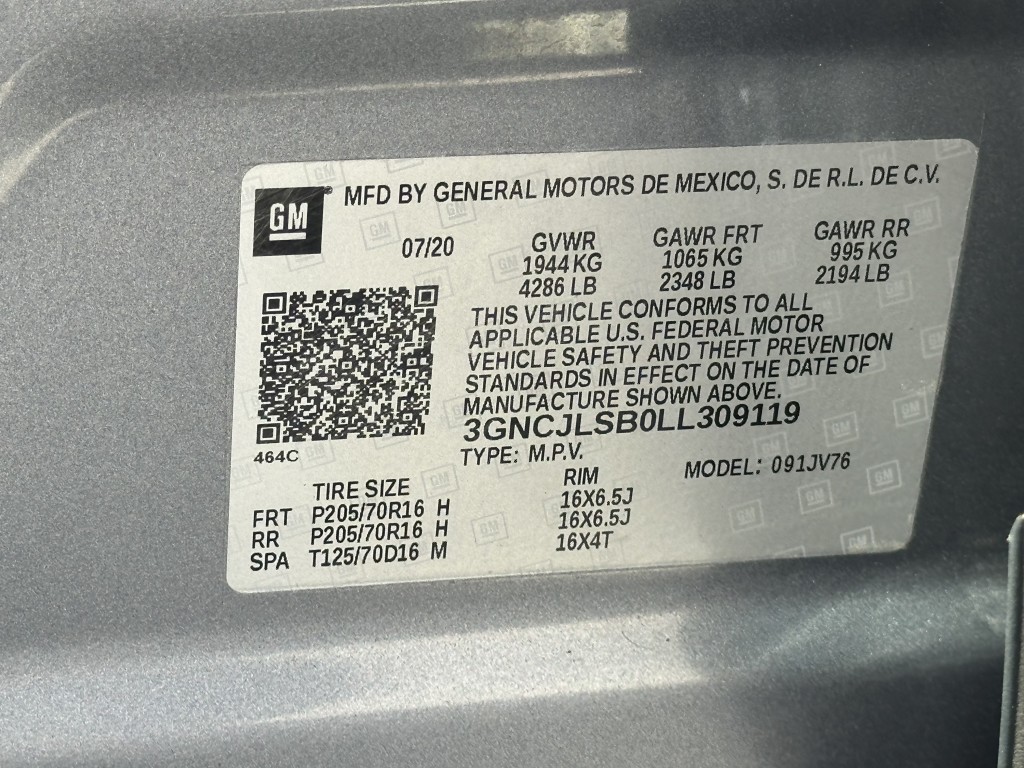 GM MFD BY GENERAL MOTORS DE MEXICO, S. DE R.L. DE C.V.
07/20 GVWR GAWR FRT GAWR RR
1944 KG 1065 KG 995 KG
4286 LB 2348 LB 2194 LB
THIS VEHICLE CONFORMS TO ALL
APPLICABLE U.S. FEDERAL MOTOR
VEHICLE SAFETY AND THEFT PREVENTION
STANDARDS IN EFFECT ON THE DATE OF
MANUFACTURE SHOWN ABOVE.
3GNCJLSB0LL309119
464C
TYPE: M.P.V. MODEL: 091JV76
TIRE SIZE RIM
FRT P205/70R16 H 16X6.5J
RR P205/70R16 H 16X6.5J
SPA T125/70D16 M 16X4T